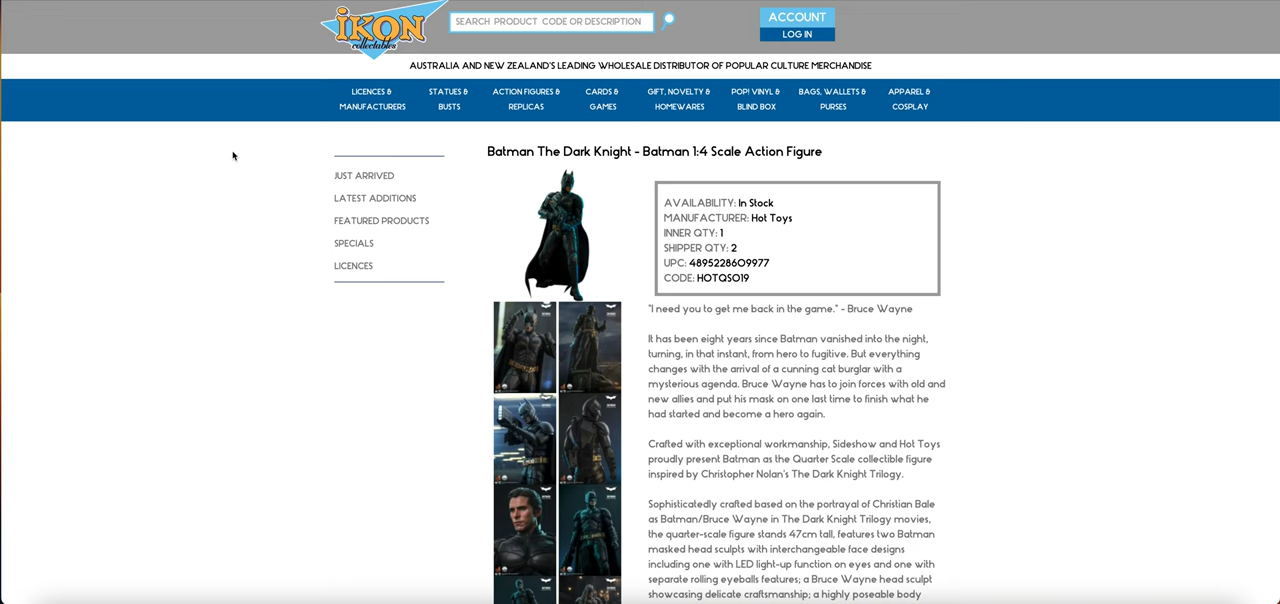 iKON
collectables
SEARCH PRODUCT CODE OR DESCRIPTION
ACCOUNT
LOG IN
AUSTRALIA AND NEW ZEALAND'S LEADING WHOLESALE DISTRIBUTOR OF POPULAR CULTURE MERCHANDISE
LICENCES &
MANUFACTURERS
STATUES &
BUSTS
ACTION FIGURES &
REPLICAS
CARDS &
GAMES
GIFT, NOVELTY &
HOMEWARES
POP! VINYL &
BLIND BOX
BAGS, WALLETS &
PURSES
APPAREL &
COSPLAY
JUST ARRIVED
LATEST ADDITIONS
FEATURED PRODUCTS
SPECIALS
LICENCES
Batman The Dark Knight - Batman 1:4 Scale Action Figure
AVAILABILITY: In Stock
MANUFACTURER: Hot Toys
INNER QTY: 1
SHIPPER QTY: 2
UPC: 4895228609977
CODE: HOTQS019
"I need you to get me back in the game." - Bruce Wayne
It has been eight years since Batman vanished into the night,
turning, in that instant, from hero to fugitive. But everything
changes with the arrival of a cunning cat burglar with a
mysterious agenda. Bruce Wayne has to join forces with old and
new allies and put his mask on one last time to finish what he
had started and become a hero again.
Crafted with exceptional workmanship, Sideshow and Hot Toys
proudly present Batman as the Quarter Scale collectible figure
inspired by Christopher Nolan's The Dark Knight Trilogy.
Sophisticatedly crafted based on the portrayal of Christian Bale
as Batman/Bruce Wayne in The Dark Knight Trilogy movies,
the quarter-scale figure stands 47cm tall, features two Batman
masked head sculpts with interchangeable face designs
including one with LED light-up function on eyes and one with
separate rolling eyeballs features; a Bruce Wayne head sculpt
showcasing delicate craftsmanship; a highly poseable body